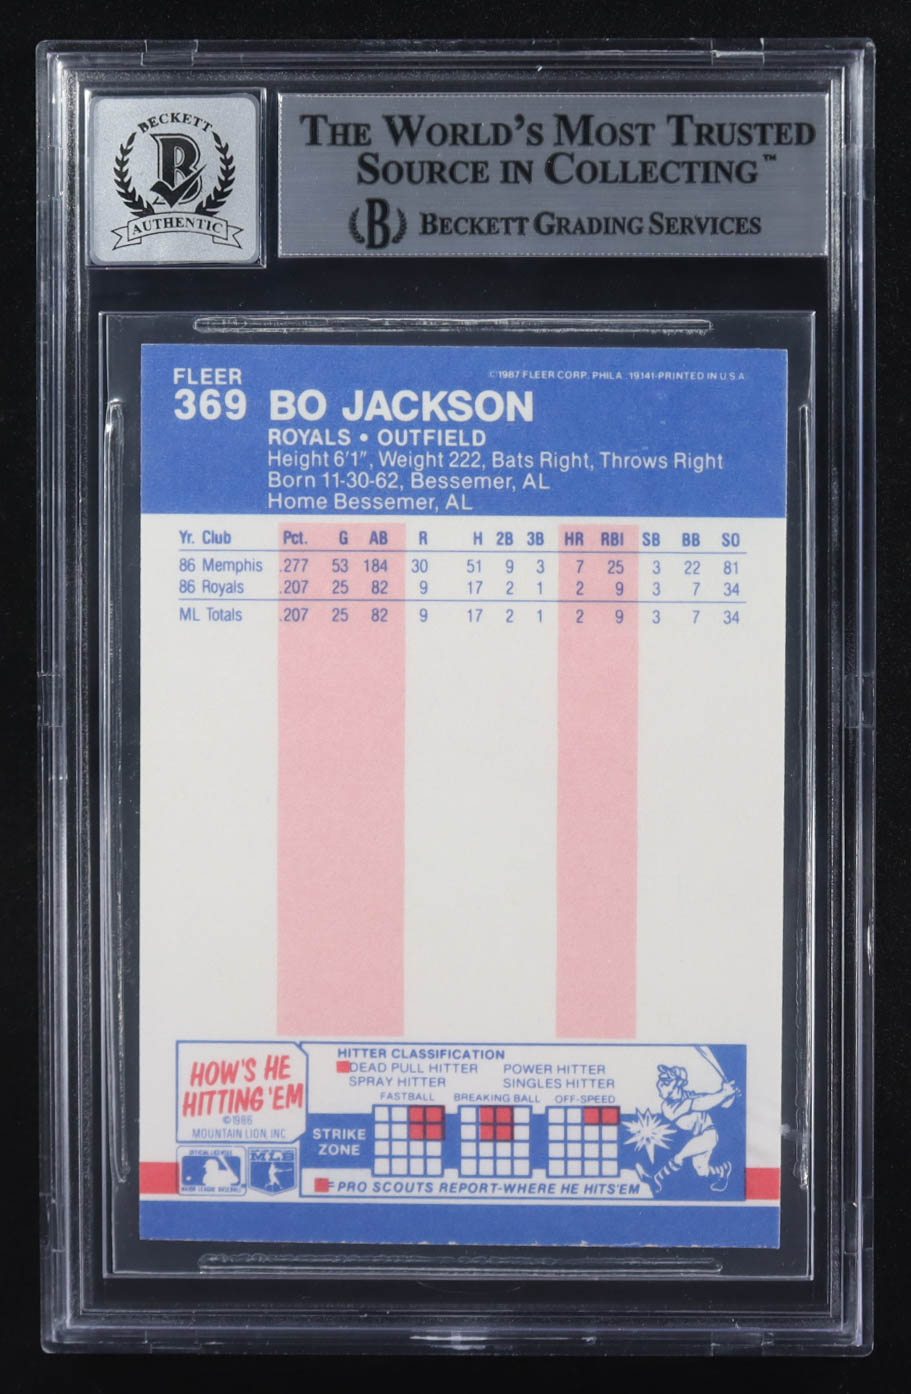 BECKETT
B
AUTHENTIC
THE WORLD'S MOST TRUSTED
SOURCE IN COLLECTING™
B BECKETT GRADING SERVICES
FLEER
369
© 1987 FLEER CORP. PHILA. 19141-PRINTED IN U.S.A.
BO JACKSON
ROYALS • OUTFIELD
Height 6'1", Weight 222, Bats Right, Throws Right
Born 11-30-62, Bessemer, AL
Home Bessemer, AL
Yr. Club Pct. G AB R H 2B 3B HR RBI SB BB SO
86 Memphis .277 53 184 30 51 9 3 7 25 3 22 81
86 Royals .207 25 82 9 17 2 1 2 9 3 7 34
ML Totals .207 25 82 9 17 2 1 2 9 3 7 34
HOW'S HE
HITTING 'EM
©1986
MOUNTAIN LION, INC
HITTER CLASSIFICATION
DEAD PULL HITTER POWER HITTER
SPRAY HITTER SINGLES HITTER
FASTBALL BREAKING BALL OFF-SPEED
STRIKE
ZONE
=PRO SCOUTS REPORT-WHERE HE HITS'EM
MAJOR LEAGUE BASEBALL
MLB